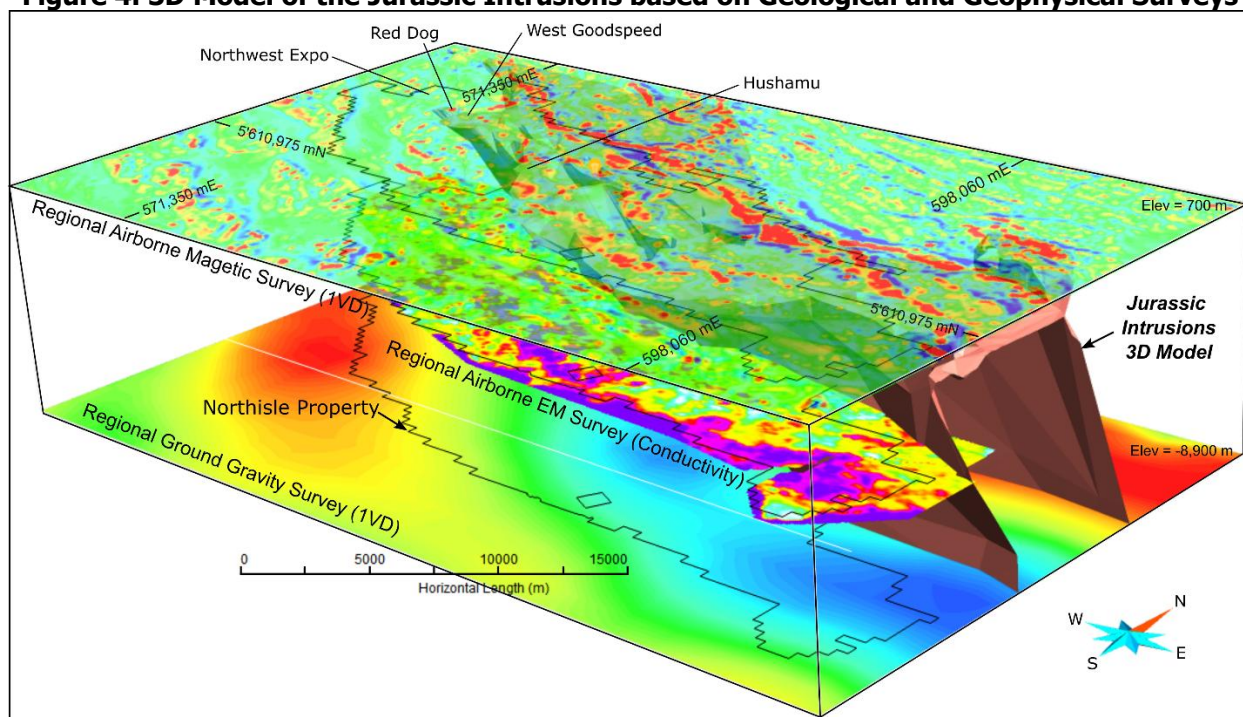 Figure 4: 3D Model of the Jurassic Intrusions based on Geological and Geophysical Surveys
Red Dog
West Goodspeed
Northwest Expo
Hushamu
571,350 mE
5'610,975 mN
598,060 mE
571,350 mE
Elev = 700 m
Regional Airborne Magetic Survey (1VD)
5'610,975 mN
Jurassic
Intrusions
3D Model
598,060 mE
Regional Airborne EM Survey (Conductivity)
Northisle Property
Elev = -8,900 m
Regional Ground Gravity Survey (1VD)
0 5000 10000 15000
Horizontal Length (m)
N
W
S
E